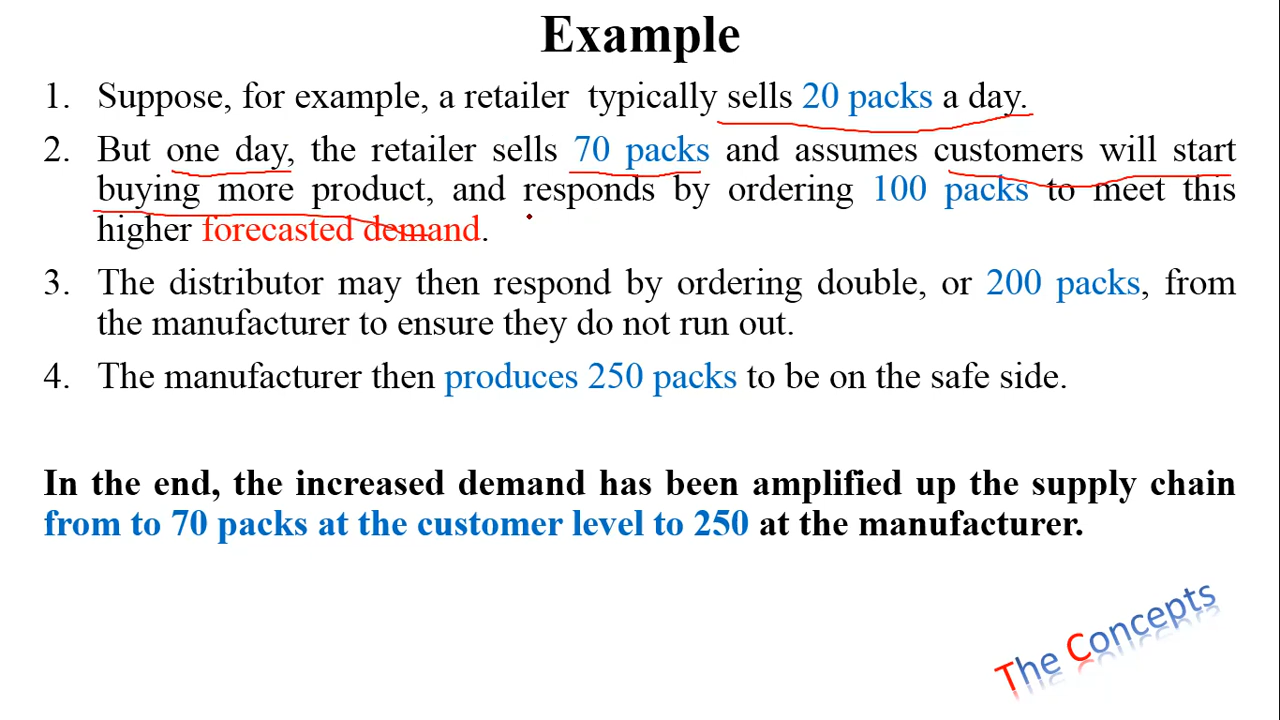 Example
1. Suppose, for example, a retailer typically sells 20 packs a day.
2. But one day, the retailer sells 70 packs and assumes customers will start
buying more product, and responds by ordering 100 packs to meet this
higher forecasted demand.
3. The distributor may then respond by ordering double, or 200 packs, from
the manufacturer to ensure they do not run out.
4. The manufacturer then produces 250 packs to be on the safe side.
In the end, the increased demand has been amplified up the supply chain
from to 70 packs at the customer level to 250 at the manufacturer.
The Concepts